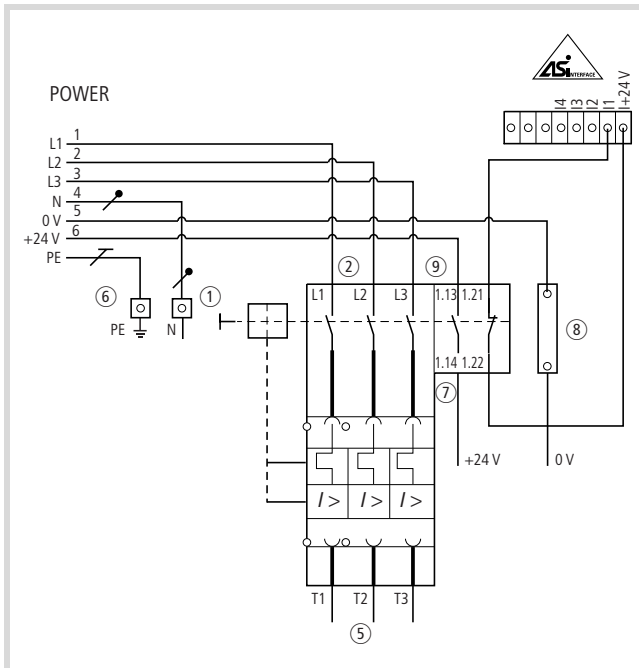 ASi INTERFACE
POWER
I4 I3 I2 I1 I+24 V
L1 1
L2 2
L3 3
N 4
0 V 5
+24 V 6
PE
6 PE
1 N
2
9
L1 L2 L3 1.13 1.21
8
1.14 1.22
7
+24 V 0 V
I > I > I >
T1 T2 T3
5